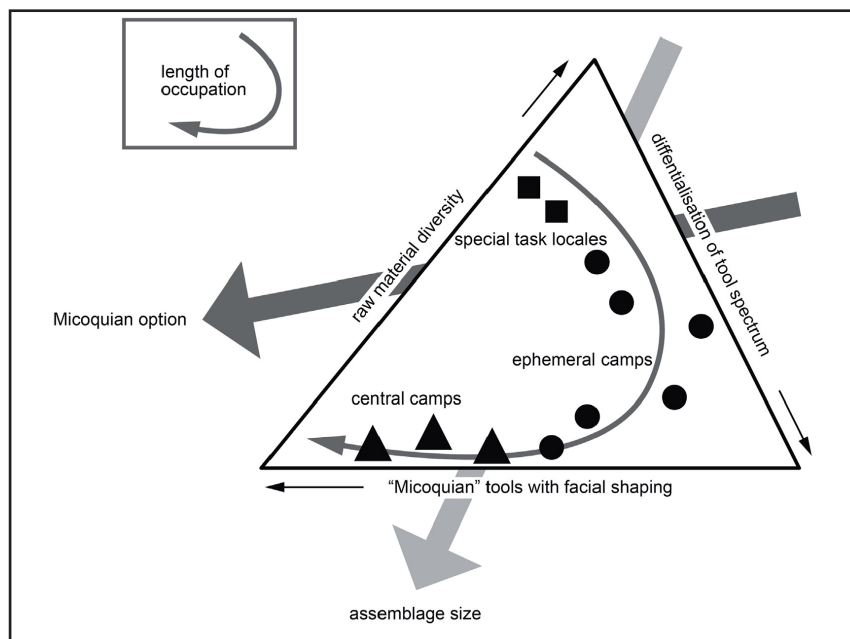 length of
occupation
raw material diversity
diffentialisation of tool spectrum
special task locales
Micoquian option
ephemeral camps
central camps
“Micoquian” tools with facial shaping
assemblage size